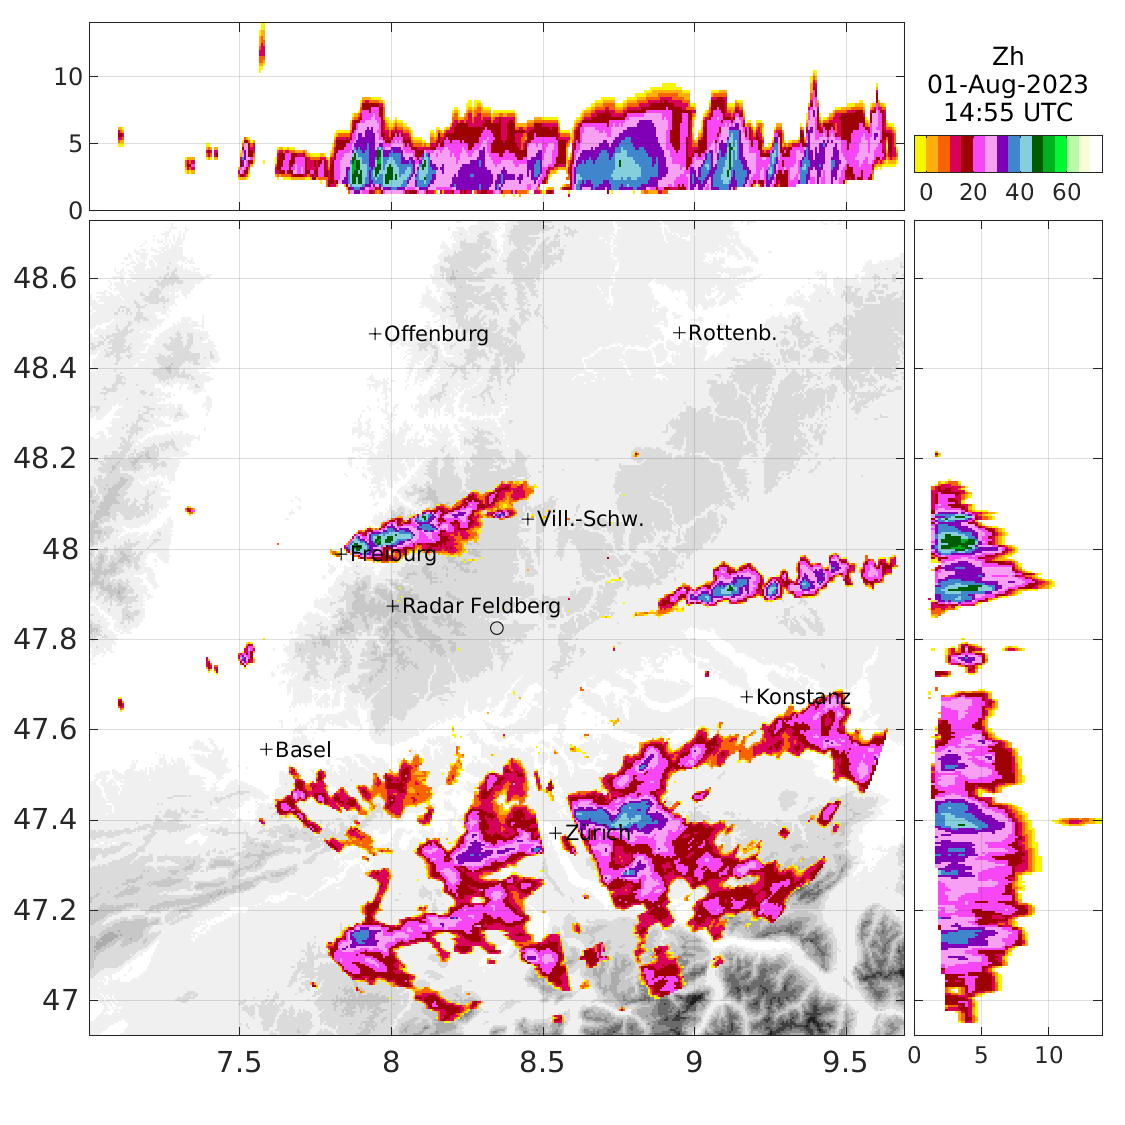 10
5
0
Zh
01-Aug-2023
14:55 UTC
0 20 40 60
48.6
48.4
48.2
48
47.8
47.6
47.4
47.2
47
+Offenburg
+Rottenb.
+Vill.-Schw.
+Freiburg
+Radar Feldberg
+Konstanz
+Basel
+Zürich
7.5 8 8.5 9 9.5
0 5 10